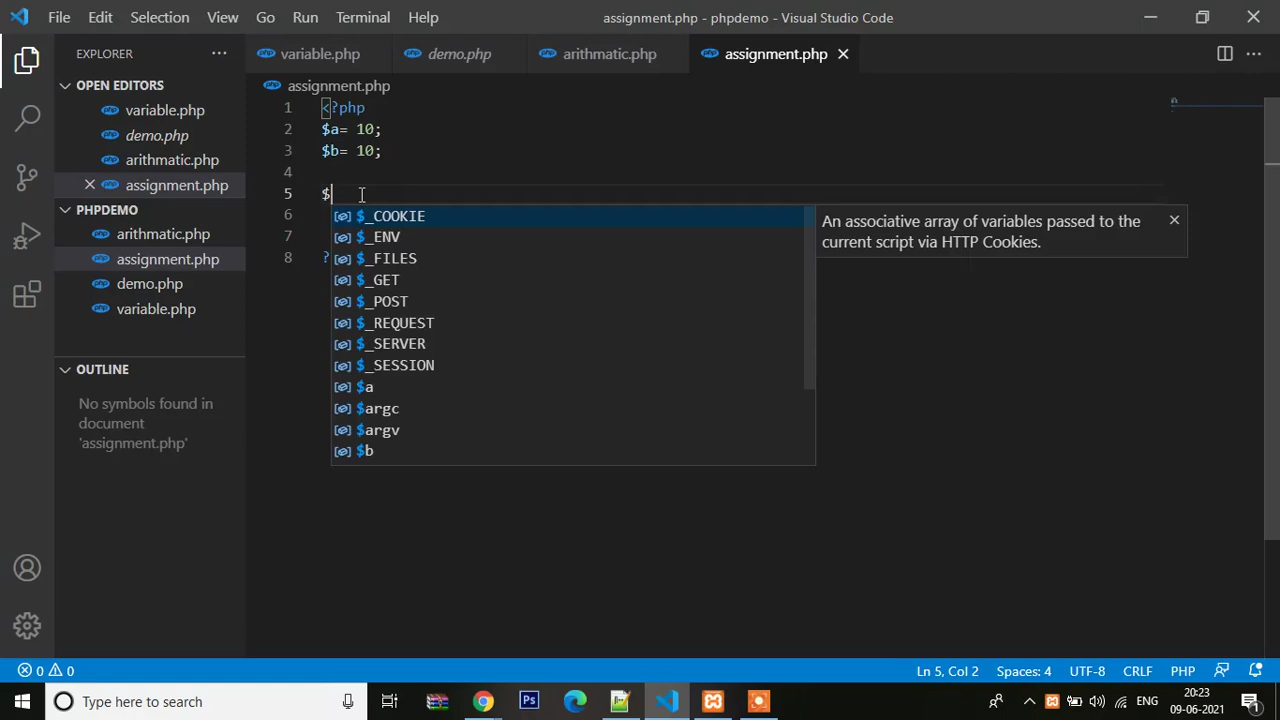 File Edit Selection View Go Run Terminal Help
assignment.php - phpdemo - Visual Studio Code
EXPLORER
OPEN EDITORS
variable.php
demo.php
arithmatic.php
assignment.php
PHPDEMO
arithmatic.php
assignment.php
demo.php
variable.php
OUTLINE
No symbols found in
document
'assignment.php'
variable.php demo.php arithmatic.php assignment.php
assignment.php
1 <?php
2 $a= 10;
3 $b= 10;
4
5 $
6
7
8 ?
$_COOKIE
$_ENV
$_FILES
$_GET
$_POST
$_REQUEST
$_SERVER
$_SESSION
$a
$argc
$argv
$b
An associative array of variables passed to the
current script via HTTP Cookies.
0 0
Ln 5, Col 2 Spaces: 4 UTF-8 CRLF PHP
Type here to search
Ps
ENG
20:23
09-06-2021
1